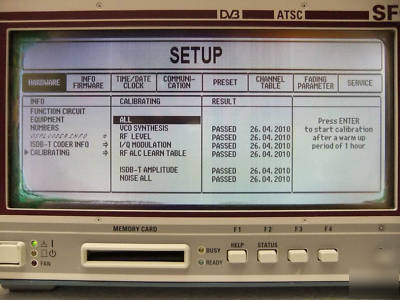 DVB
ATSC
SF
SETUP
HARDWARE
INFO FIRMWARE
TIME/DATE CLOCK
COMMUNI-CATION
PRESET
CHANNEL TABLE
FADING PARAMETER
SERVICE
INFO
FUNCTION CIRCUIT
EQUIPMENT
NUMBERS
ISDB-T CODER INFO
CALIBRATING
CALIBRATING
ALL
VCO SYNTHESIS
RF LEVEL
I/Q MODULATION
RF ALC LEARN TABLE
ISDB-T AMPLITUDE
NOISE ALL
RESULT
PASSED 26.04.2010
PASSED 26.04.2010
PASSED 26.04.2010
PASSED 26.04.2010
PASSED 26.04.2010
PASSED 26.04.2010
Press ENTER
to start calibration
after a warm up
period of 1 hour
MEMORY CARD
BUSY
READY
F1 F2 F3 F4
HELP STATUS
FAN